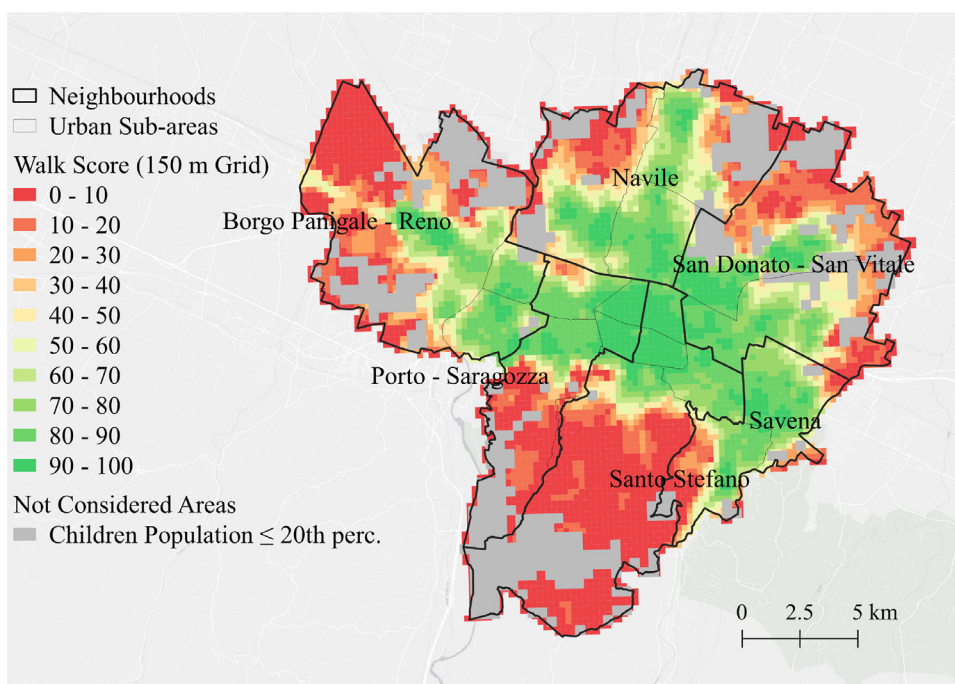 Neighbourhoods
Urban Sub-areas
Walk Score (150 m Grid)
0 - 10
10 - 20
20 - 30
30 - 40
40 - 50
50 - 60
60 - 70
70 - 80
80 - 90
90 - 100
Not Considered Areas
Children Population ≤ 20th perc.
Navile
Borgo Panigale - Reno
San Donato - San Vitale
Porto - Saragozza
Savena
Santo Stefano
0 2.5 5 km